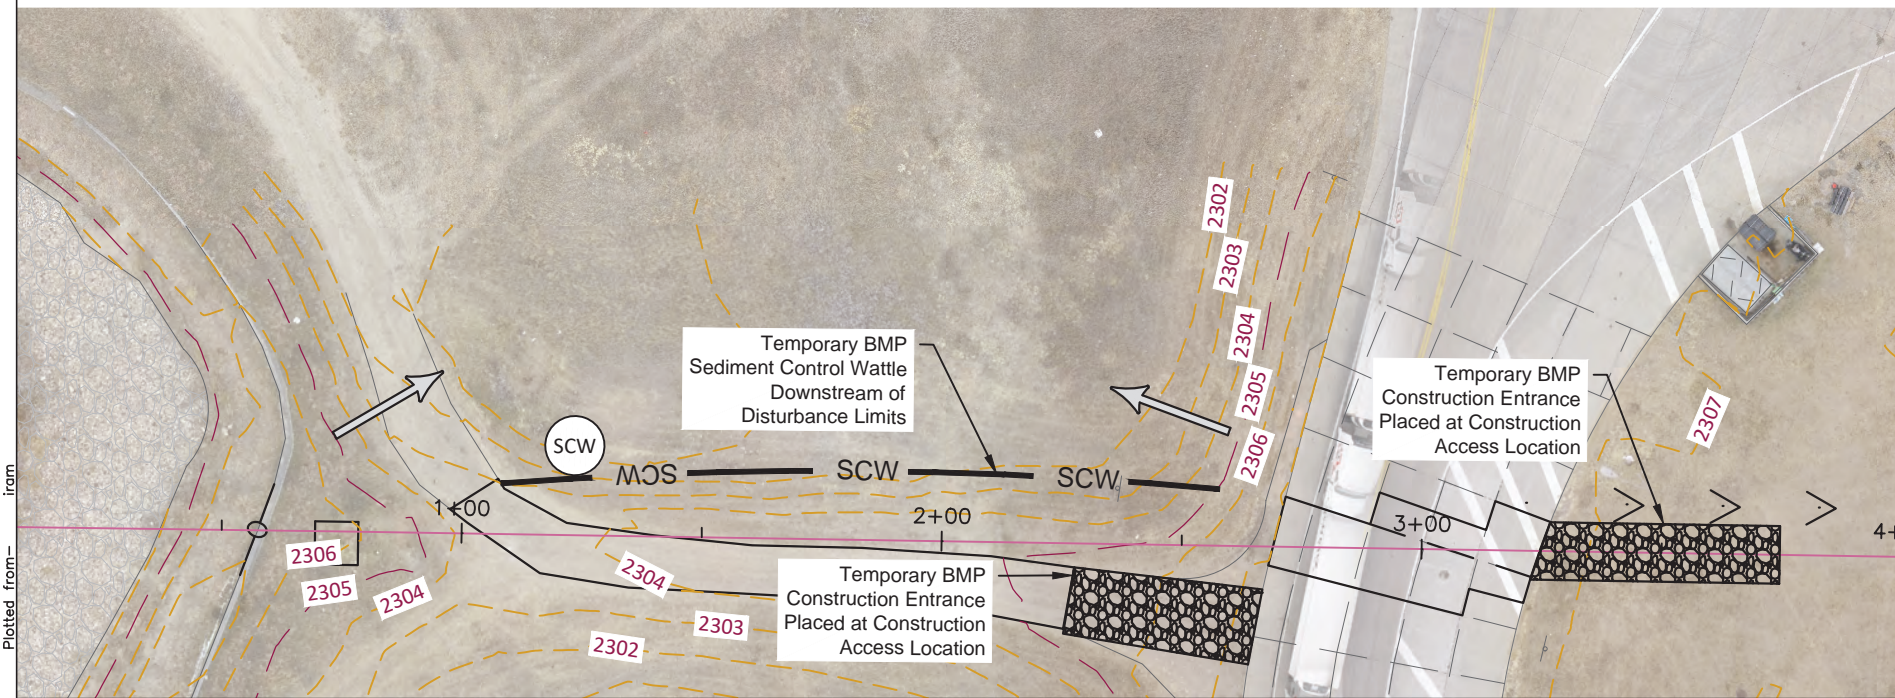 2302
2303
2304
2305
2306
Temporary BMP
Sediment Control Wattle
Downstream of
Disturbance Limits
Temporary BMP
Construction Entrance
Placed at Construction
Access Location
2307
SCW
SCW
SCW
SCW
1+00
2+00
3+00
4+
2306
2305
2304
2304
2303
2302
Temporary BMP
Construction Entrance
Placed at Construction
Access Location
Plotted from— iram